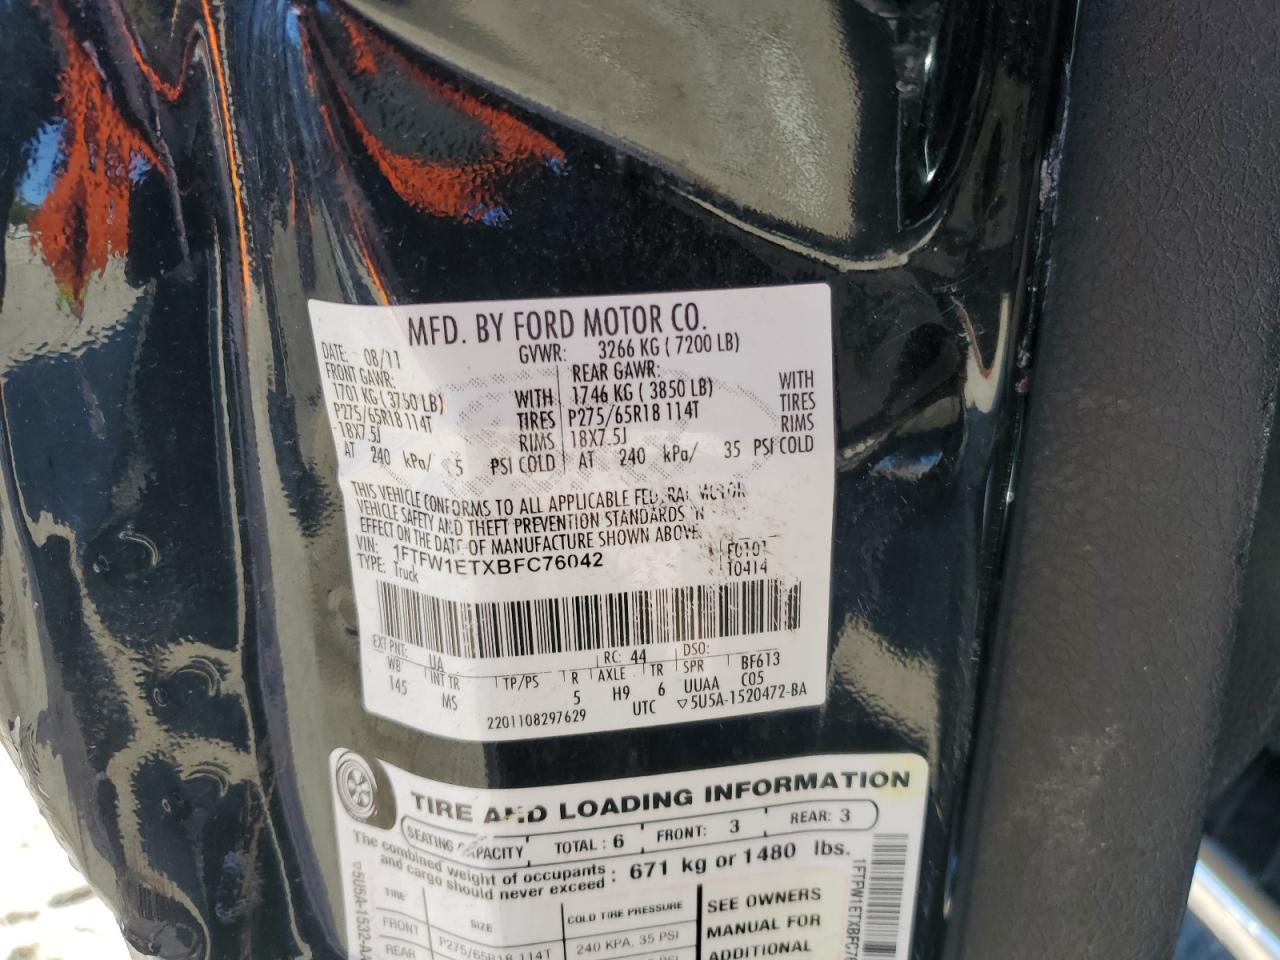 MFD. BY FORD MOTOR CO.
DATE: 08/11 GVWR: 3266 KG ( 7200 LB)
FRONT GAWR: REAR GAWR:
1701 KG ( 3750 LB) WITH 1746 KG ( 3850 LB) WITH
P275/65R18 114T TIRES P275/65R18 114T TIRES
18X7.5J RIMS 18X7.5J RIMS
AT 240 kPa/ 5 PSI COLD AT 240 kPa/ 35 PSI COLD
THIS VEHICLE CONFORMS TO ALL APPLICABLE FEDERAL MOTOR
VEHICLE SAFETY AND THEFT PREVENTION STANDARDS IN
EFFECT ON THE DATE OF MANUFACTURE SHOWN ABOVE.
VIN: 1FTFW1ETXBFC76042 F0101
TYPE: Truck 10414
EXT PNT: UA RC: 44 DSO:
WB INT TR TP/PS R AXLE TR SPR BF613
145 MS 5 H9 6 UUAA C05
2201108297629 UTC ▽5U5A-1520472-BA
TIRE AND LOADING INFORMATION
SEATING CAPACITY TOTAL : 6 FRONT: 3 REAR: 3
The combined weight of occupants
and cargo should never exceed : 671 kg or 1480 lbs.
TIRE SIZE COLD TIRE PRESSURE SEE OWNERS
FRONT P275/65R18 114T 240 KPA, 35 PSI MANUAL FOR
REAR ADDITIONAL
▽5U5A-1532-A
1FTFW1ETXBFC7